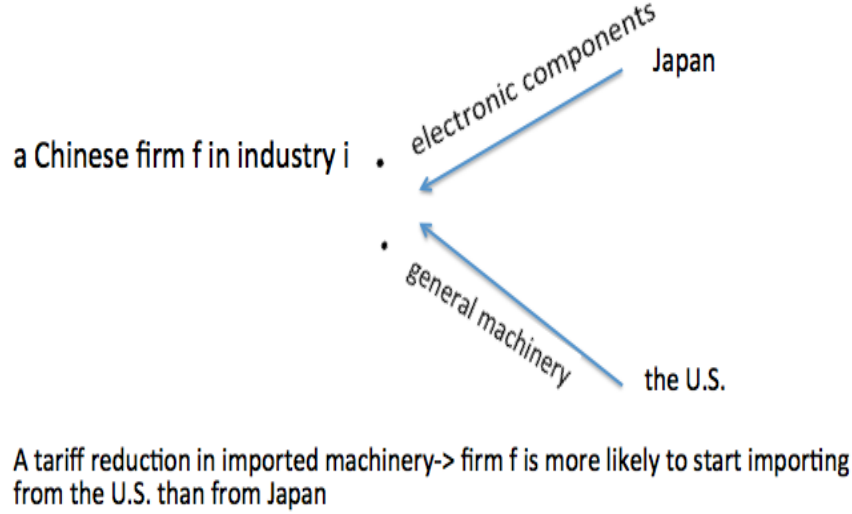 electronic components
Japan
a Chinese firm f in industry i
general machinery
the U.S.
A tariff reduction in imported machinery-> firm f is more likely to start importing
from the U.S. than from Japan